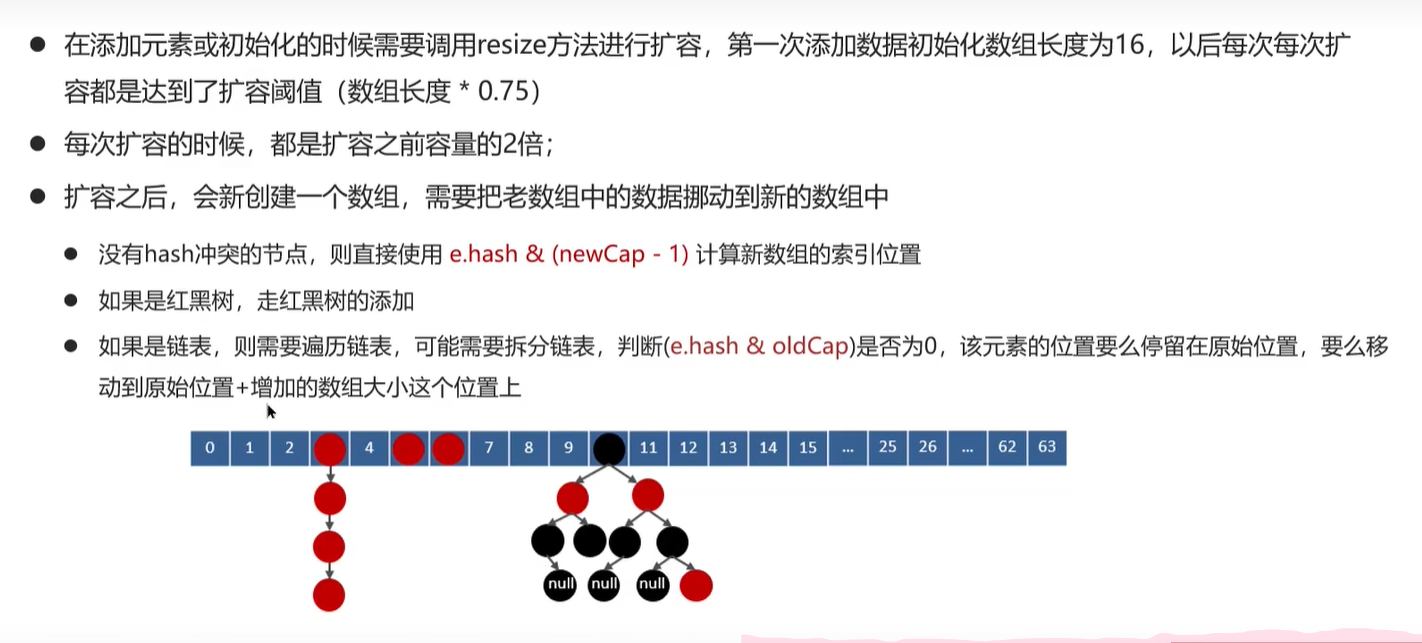 在添加元素或初始化的时候需要调用resize方法进行扩容，第一次添加数据初始化数组长度为16，以后每次每次扩
容都是达到了扩容阈值（数组长度 * 0.75）
每次扩容的时候，都是扩容之前容量的2倍；
扩容之后，会新创建一个数组，需要把老数组中的数据挪动到新的数组中
没有hash冲突的节点，则直接使用 e.hash & (newCap - 1) 计算新数组的索引位置
如果是红黑树，走红黑树的添加
如果是链表，则需要遍历链表，可能需要拆分链表，判断(e.hash & oldCap)是否为0，该元素的位置要么停留在原始位置，要么移
动到原始位置+增加的数组大小这个位置上
0 1 2 4 7 8 9 11 12 13 14 15 ... 25 26 ... 62 63
null null null